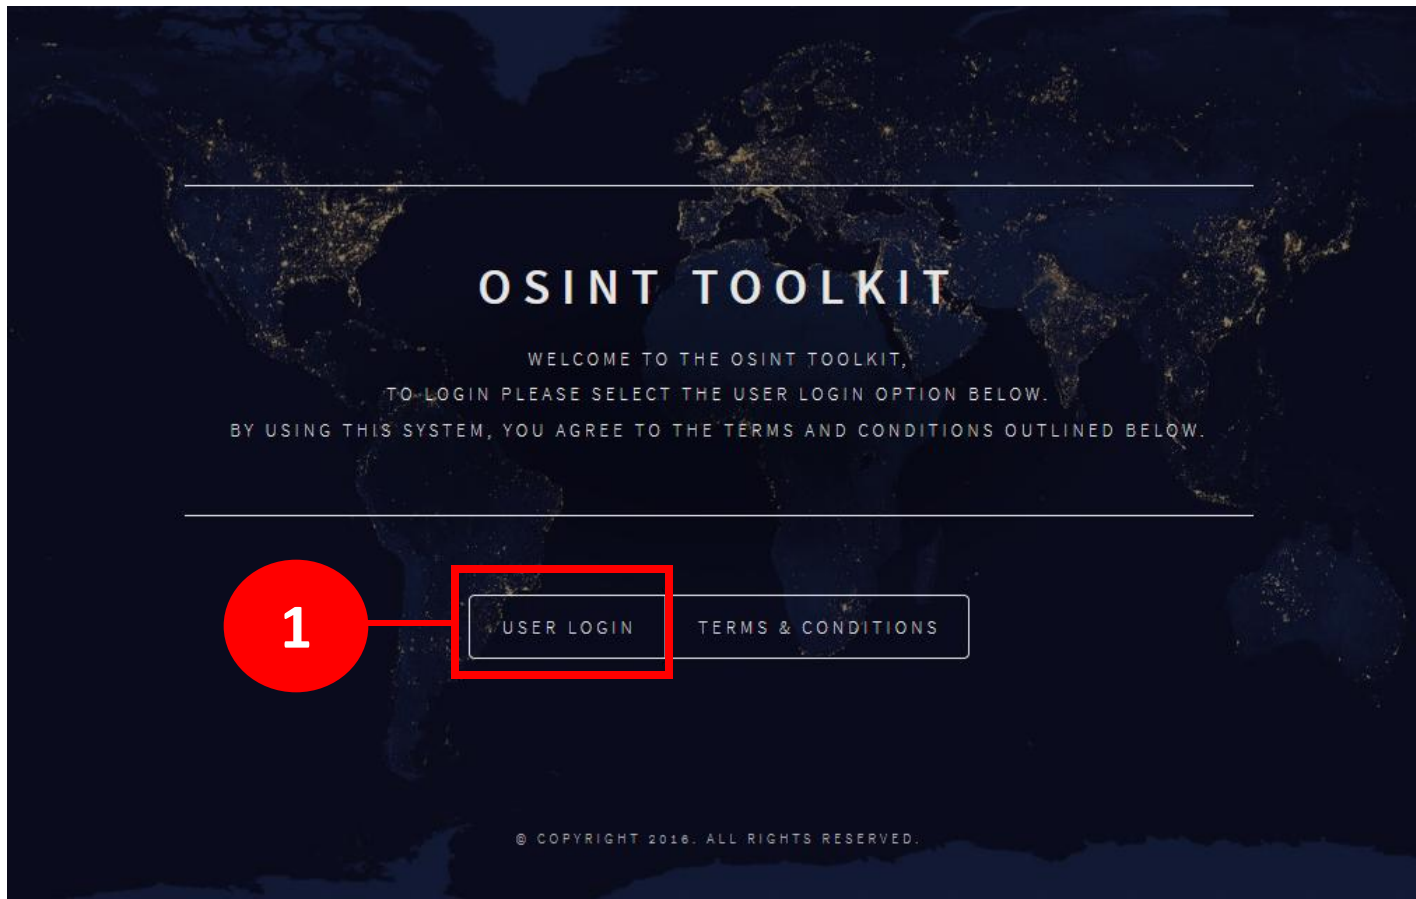 OSINT TOOLKIT
WELCOME TO THE OSINT TOOLKIT,
TO LOGIN PLEASE SELECT THE USER LOGIN OPTION BELOW.
BY USING THIS SYSTEM, YOU AGREE TO THE TERMS AND CONDITIONS OUTLINED BELOW.
1 USER LOGIN TERMS & CONDITIONS
© COPYRIGHT 2016. ALL RIGHTS RESERVED.